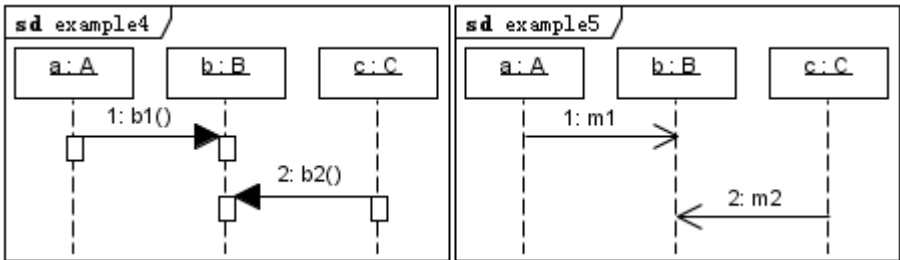 sd example4
a : A
b : B
c : C
1: b1()
2: b2()
sd example5
a : A
b : B
c : C
1: m1
2: m2